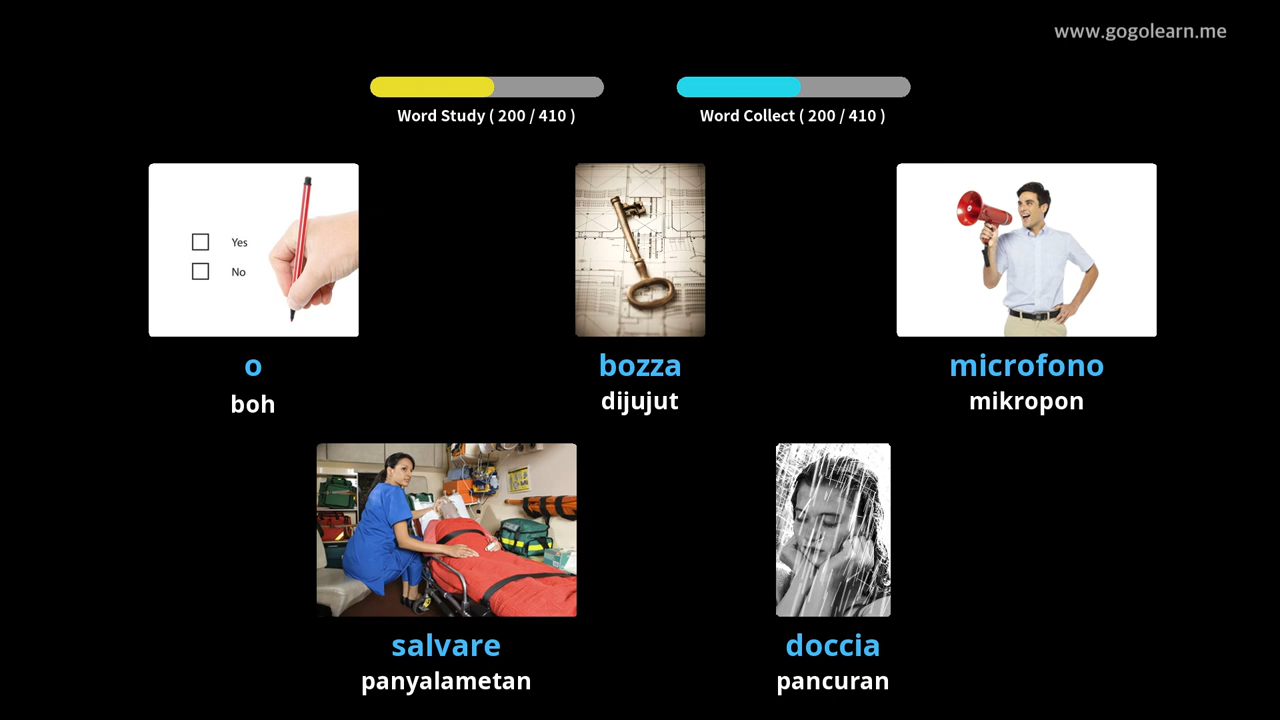 www.gogolearn.me
Word Study ( 200 / 410 )
Word Collect ( 200 / 410 )
Yes
No
o
boh
bozza
dijujut
microfono
mikropon
salvare
panyalametan
doccia
pancuran